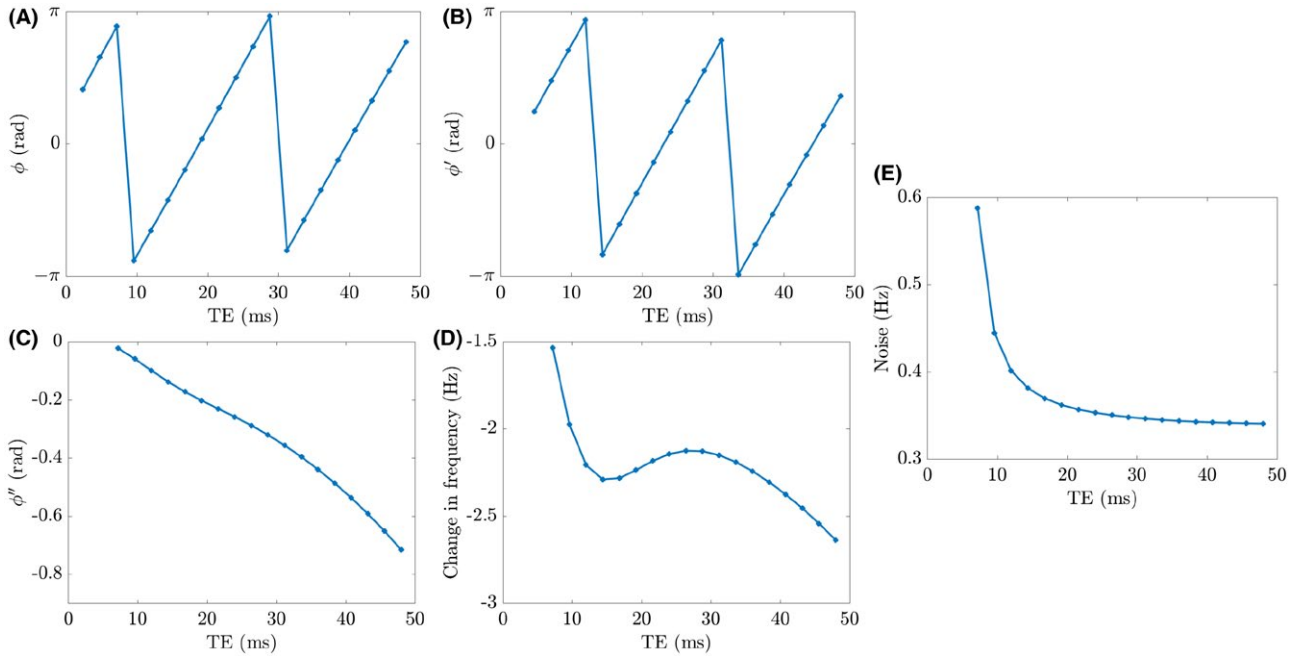 (A)
π
0
−π
ϕ (rad)
0 10 20 30 40 50
TE (ms)
(B)
π
0
−π
ϕ′ (rad)
0 10 20 30 40 50
TE (ms)
(C)
0
-0.2
-0.4
-0.6
-0.8
ϕ″ (rad)
0 10 20 30 40 50
TE (ms)
(D)
-1.5
-2
-2.5
-3
Change in frequency (Hz)
0 10 20 30 40 50
TE (ms)
(E)
0.6
0.5
0.4
0.3
Noise (Hz)
0 10 20 30 40 50
TE (ms)